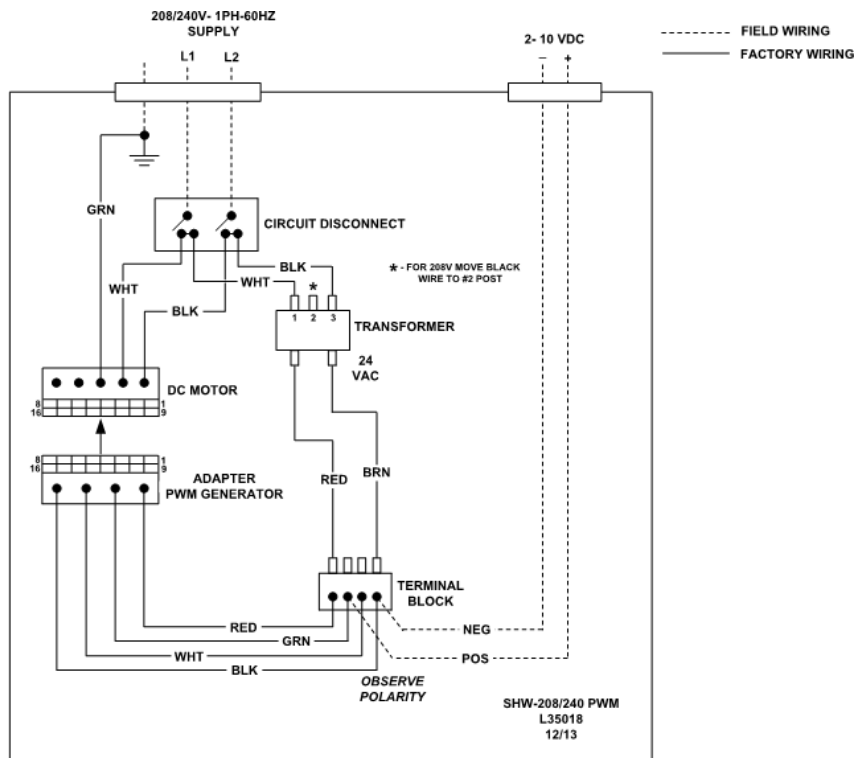 208/240V- 1PH-60HZ
SUPPLY
L1 L2
2- 10 VDC
– +
FIELD WIRING
FACTORY WIRING
GRN
CIRCUIT DISCONNECT
BLK
WHT
WHT
BLK
* - FOR 208V MOVE BLACK
WIRE TO #2 POST
*
1 2 3
TRANSFORMER
24
VAC
DC MOTOR
8 1
16 9
8 1
16 9
ADAPTER
PWM GENERATOR
RED
BRN
TERMINAL
BLOCK
RED
GRN
WHT
BLK
NEG
POS
OBSERVE
POLARITY
SHW-208/240 PWM
L35018
12/13